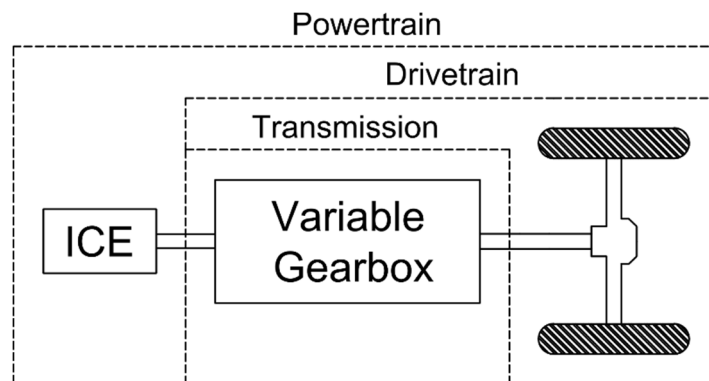 Powertrain
Drivetrain
Transmission
ICE
Variable
Gearbox